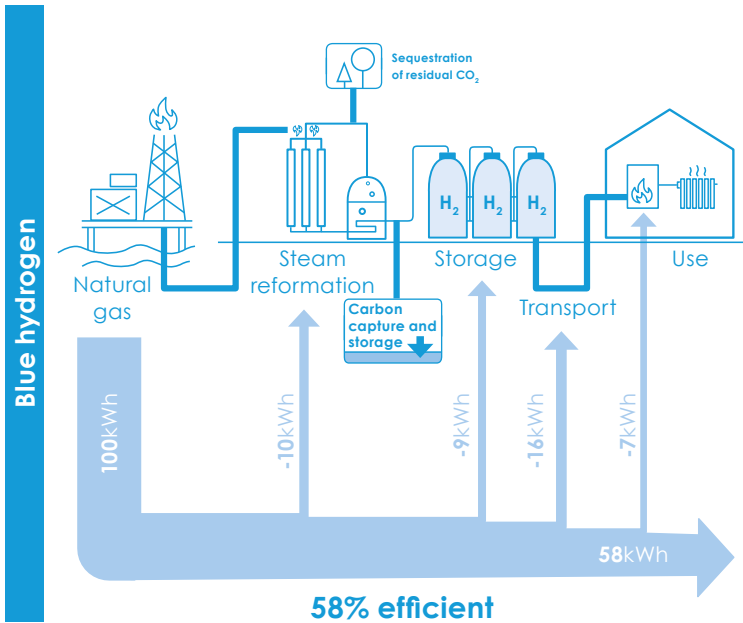 Blue hydrogen
Sequestration
of residual CO₂
H₂
H₂
H₂
Natural
gas
Steam
reformation
Storage
Use
Transport
Carbon
capture and
storage
100kWh
-10kWh
-9kWh
-16kWh
-7kWh
58kWh
58% efficient